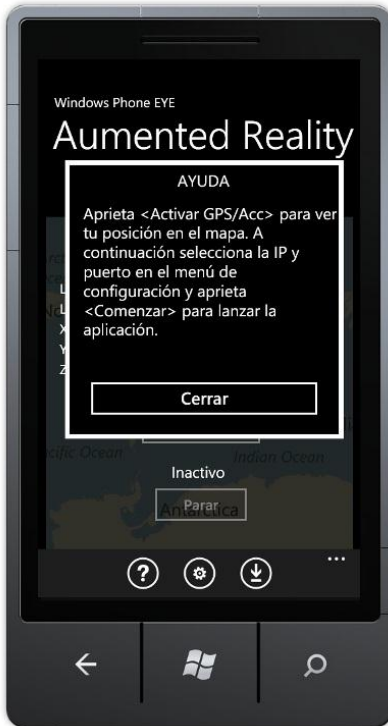 Windows Phone EYE
Aumented Reality
AYUDA
Aprieta <Activar GPS/Acc> para ver
tu posición en el mapa. A
continuación selecciona la IP y
puerto en el menú de
configuración y aprieta
<Comenzar> para lanzar la
aplicación.
Cerrar
Indian Ocean
Inactivo
Parar
Antarctica